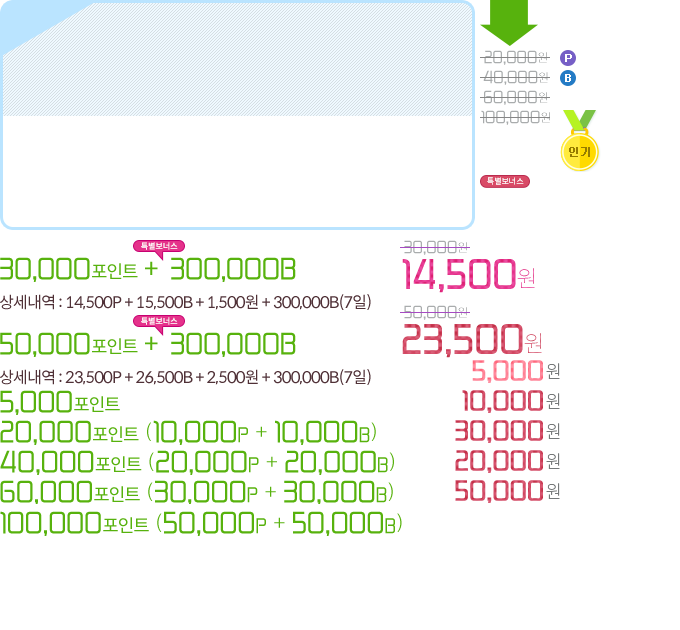 20,000원 P
40,000원 B
60,000원
100,000원
인기
특별보너스
특별보너스
30,000포인트 + 300,000B
30,000원
14,500원
상세내역 : 14,500P + 15,500B + 1,500원 + 300,000B(7일)
특별보너스
50,000포인트 + 300,000B
50,000원
23,500원
상세내역 : 23,500P + 26,500B + 2,500원 + 300,000B(7일)
5,000원
5,000포인트
10,000원
20,000포인트 (10,000P + 10,000B)
30,000원
40,000포인트 (20,000P + 20,000B)
20,000원
60,000포인트 (30,000P + 30,000B)
50,000원
100,000포인트 (50,000P + 50,000B)